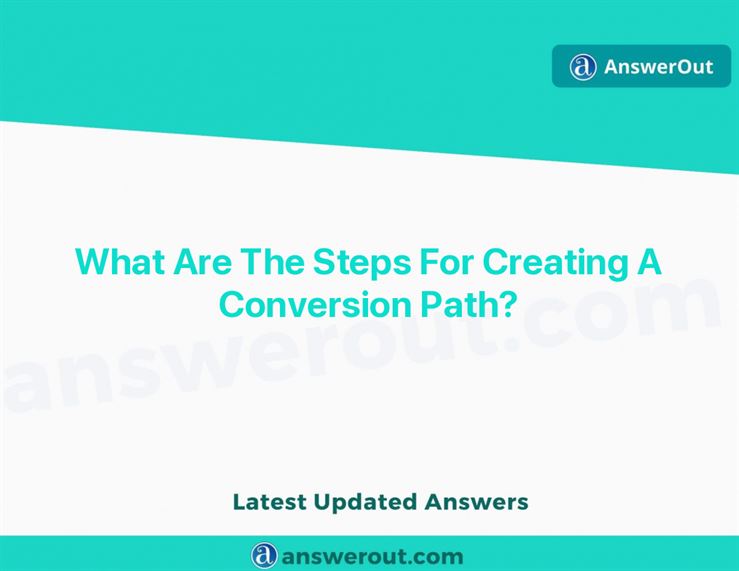 AnswerOut
What Are The Steps For Creating A
Conversion Path?
answerout.com
Latest Updated Answers
answerout.com